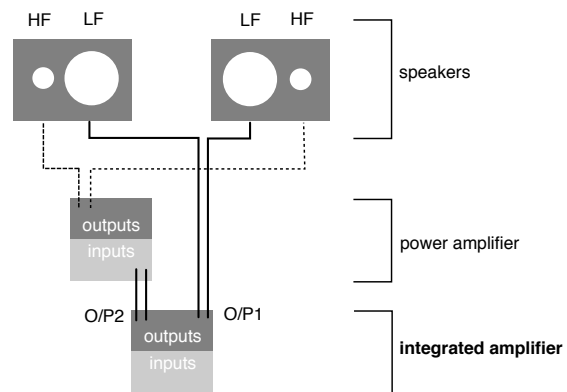 HF LF LF HF
speakers
outputs
inputs
power amplifier
O/P2 O/P1
outputs
inputs
integrated amplifier